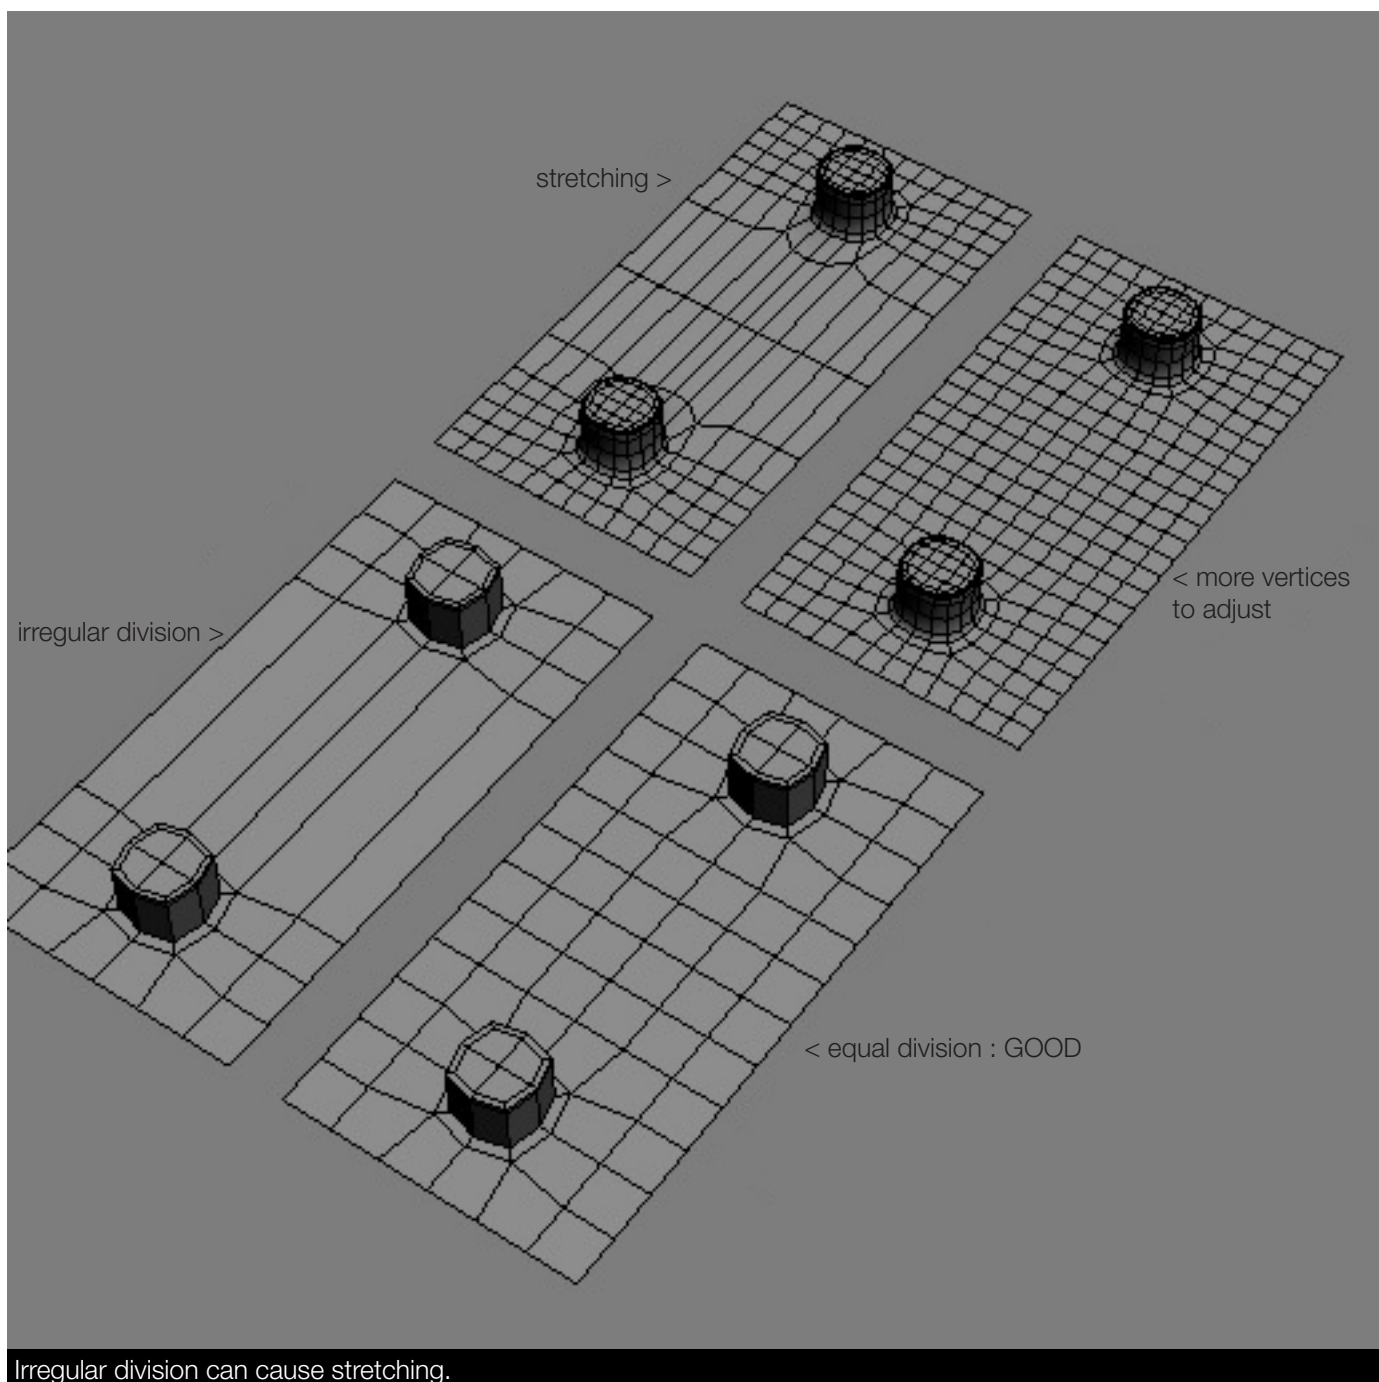 stretching >
< more vertices
to adjust
irregular division >
< equal division : GOOD
Irregular division can cause stretching.